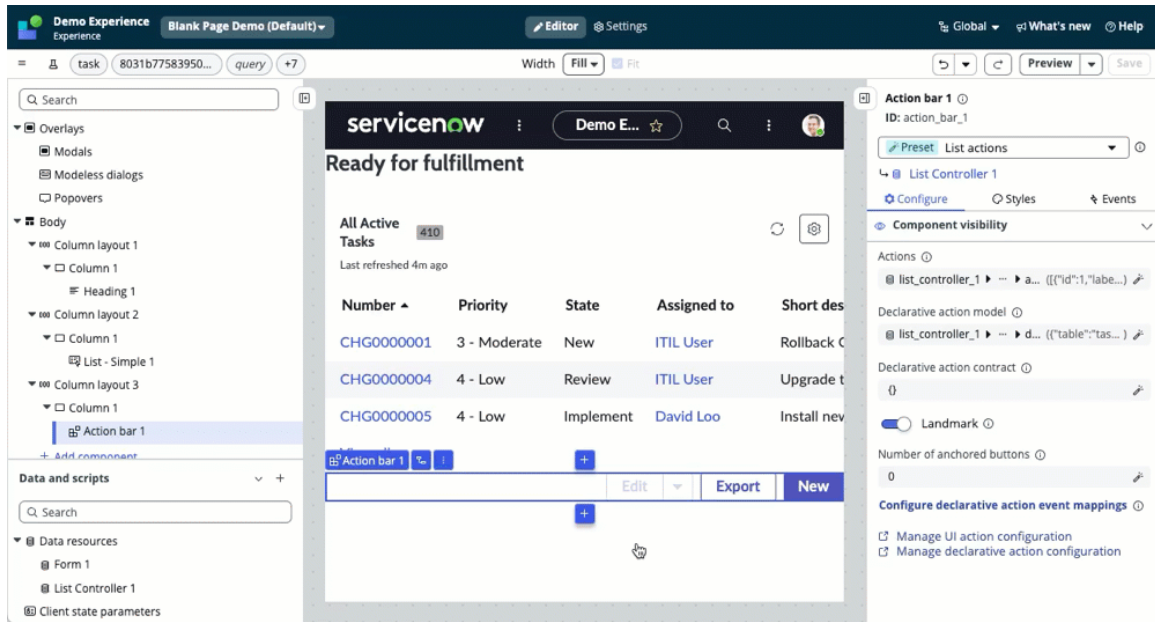 Demo Experience
Experience
Blank Page Demo (Default)
Editor
Settings
Global
What's new
Help
task
8031b77583950...
query
+7
Width
Fill
Fit
Preview
Save
Search
Overlays
Modals
Modeless dialogs
Popovers
Body
Column layout 1
Column 1
Heading 1
Column layout 2
Column 1
List - Simple 1
Column layout 3
Column 1
Action bar 1
+ Add component
Data and scripts
Search
Data resources
Form 1
List Controller 1
Client state parameters
servicenow
Demo E...
Ready for fulfillment
All Active
Tasks
410
Last refreshed 4m ago
Number Priority State Assigned to Short des
CHG0000001 3 - Moderate New ITIL User Rollback O
CHG0000004 4 - Low Review ITIL User Upgrade t
CHG0000005 4 - Low Implement David Loo Install new
Action bar 1
Edit
Export
New
Action bar 1
ID: action_bar_1
Preset List actions
List Controller 1
Configure
Styles
Events
Component visibility
Actions
list_controller_1 ▸ ··· ▸ a... ([{"id":1,"labe...)
Declarative action model
list_controller_1 ▸ ··· ▸ d... ({"table":"tas...)
Declarative action contract
{}
Landmark
Number of anchored buttons
0
Configure declarative action event mappings
Manage UI action configuration
Manage declarative action configuration